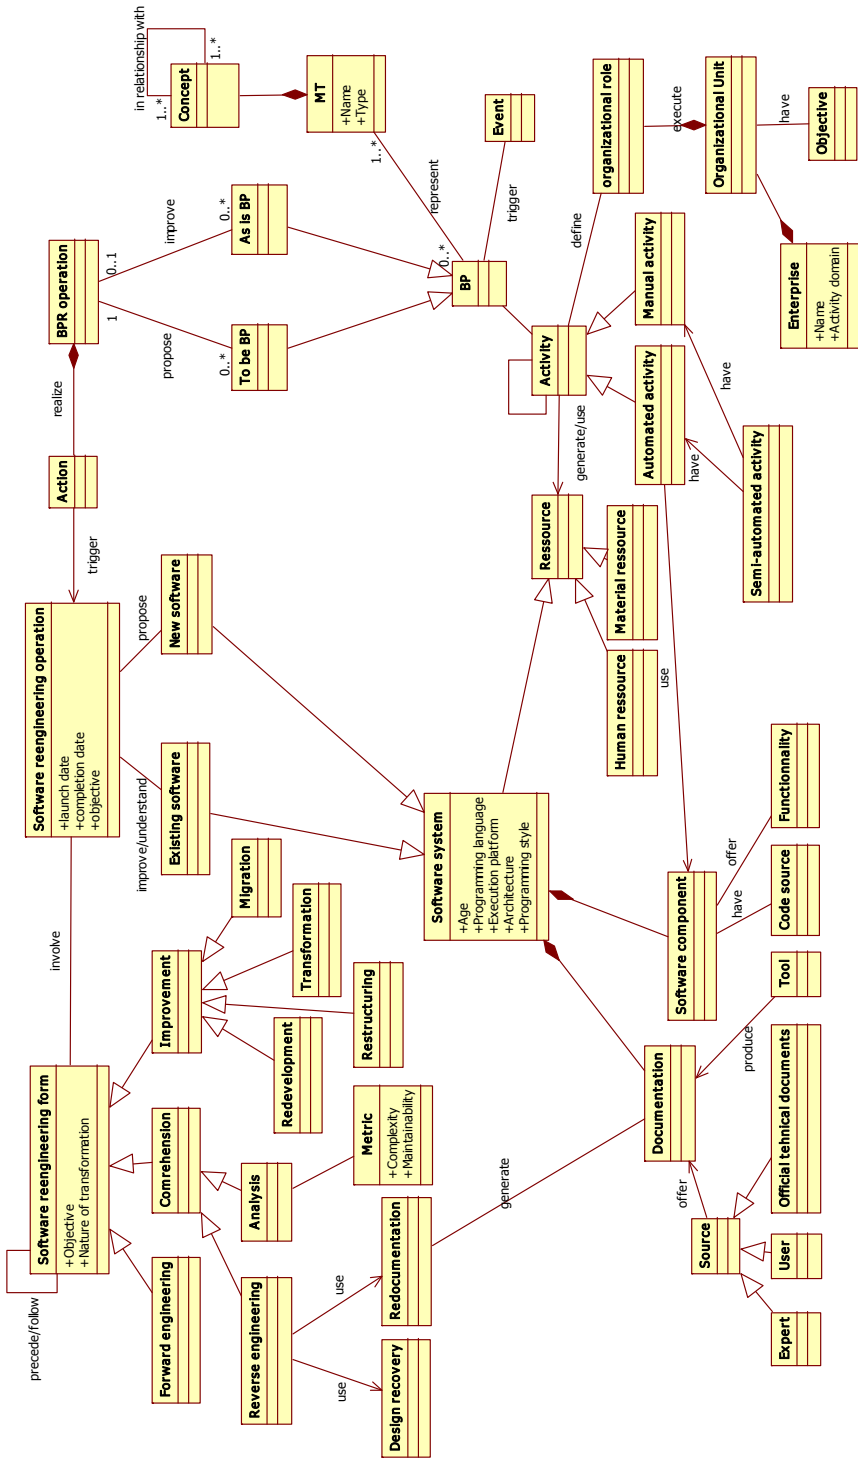 precede/follow
Software reengineering form
+Objective
+Nature of transformation
involve
Software reengineering operation
+launch date
+completion date
+objective
trigger
Action
realize
BPR operation
1
0..1
propose
improve
0..*
To be BP
0..*
As is BP
in relationship with
1..*
1..*
Concept
MT
+Name
+Type
1..*
represent
0..*
BP
trigger
Event
improve/understand
Existing software
propose
New software
Forward engineering
Comrehension
Improvement
Migration
Transformation
Restructuring
Redevelopment
Reverse engineering
Analysis
Metric
+Complexity
+Maintainability
use
use
Design recovery
Redocumentation
generate
Software system
+Age
+Programming language
+Execution platform
+Architecture
+Programming style
Activity
generate/use
define
Ressource
Human ressource
Material ressource
organizational role
execute
Organizational Unit
have
Objective
Enterprise
+Name
+Activity domain
Automated activity
Manual activity
have
have
Semi-automated activity
use
Software component
have
offer
Code source
Functionnality
Documentation
produce
Tool
offer
Source
Expert
User
Official tehnical documents